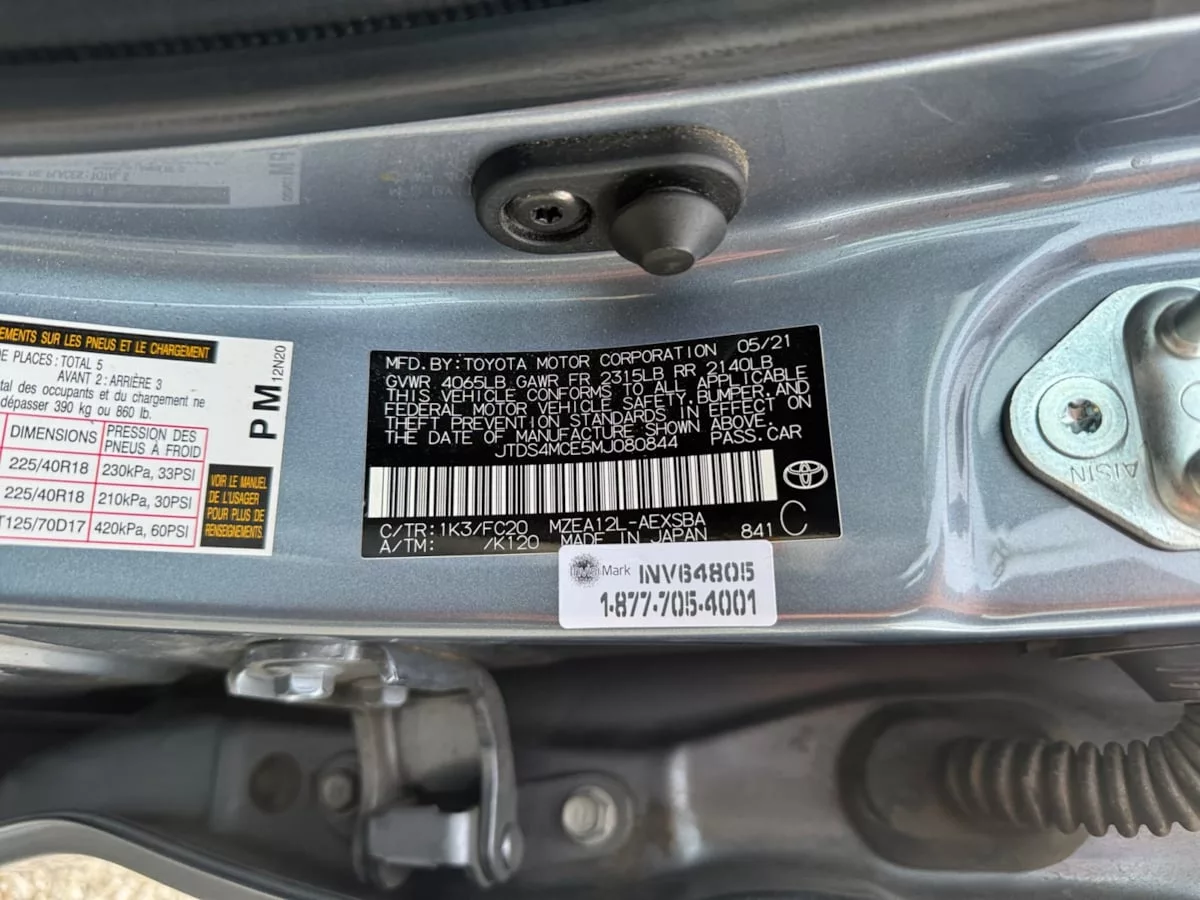 EMENTS SUR LES PNEUS ET LE CHARGEMENT
DE PLACES: TOTAL 5
AVANT 2: ARRIÈRE 3
tal des occupants et du chargement ne
dépasser 390 kg ou 860 lb.
DIMENSIONS PRESSION DES PNEUS À FROID
225/40R18 230kPa, 33PSI
225/40R18 210kPa, 30PSI
T125/70D17 420kPa, 60PSI
VOIR LE MANUEL
DE L'USAGER
POUR PLUS DE
RENSEIGNEMENTS.
PM
12N20
MFD. BY: TOYOTA MOTOR CORPORATION 05/21
GVWR 4065LB GAWR FR 2315LB RR 2140LB
THIS VEHICLE CONFORMS TO ALL APPLICABLE
FEDERAL MOTOR VEHICLE SAFETY, BUMPER, AND
THEFT PREVENTION STANDARDS IN EFFECT ON
THE DATE OF MANUFACTURE SHOWN ABOVE.
JTDS4MCE5MJ080844 PASS.CAR
C/TR: 1K3/FC20 MZEA12L-AEXSBA
A/TM: /K120 MADE IN JAPAN 841 C
Mark INV64805
1-877-705-4001
AISIN